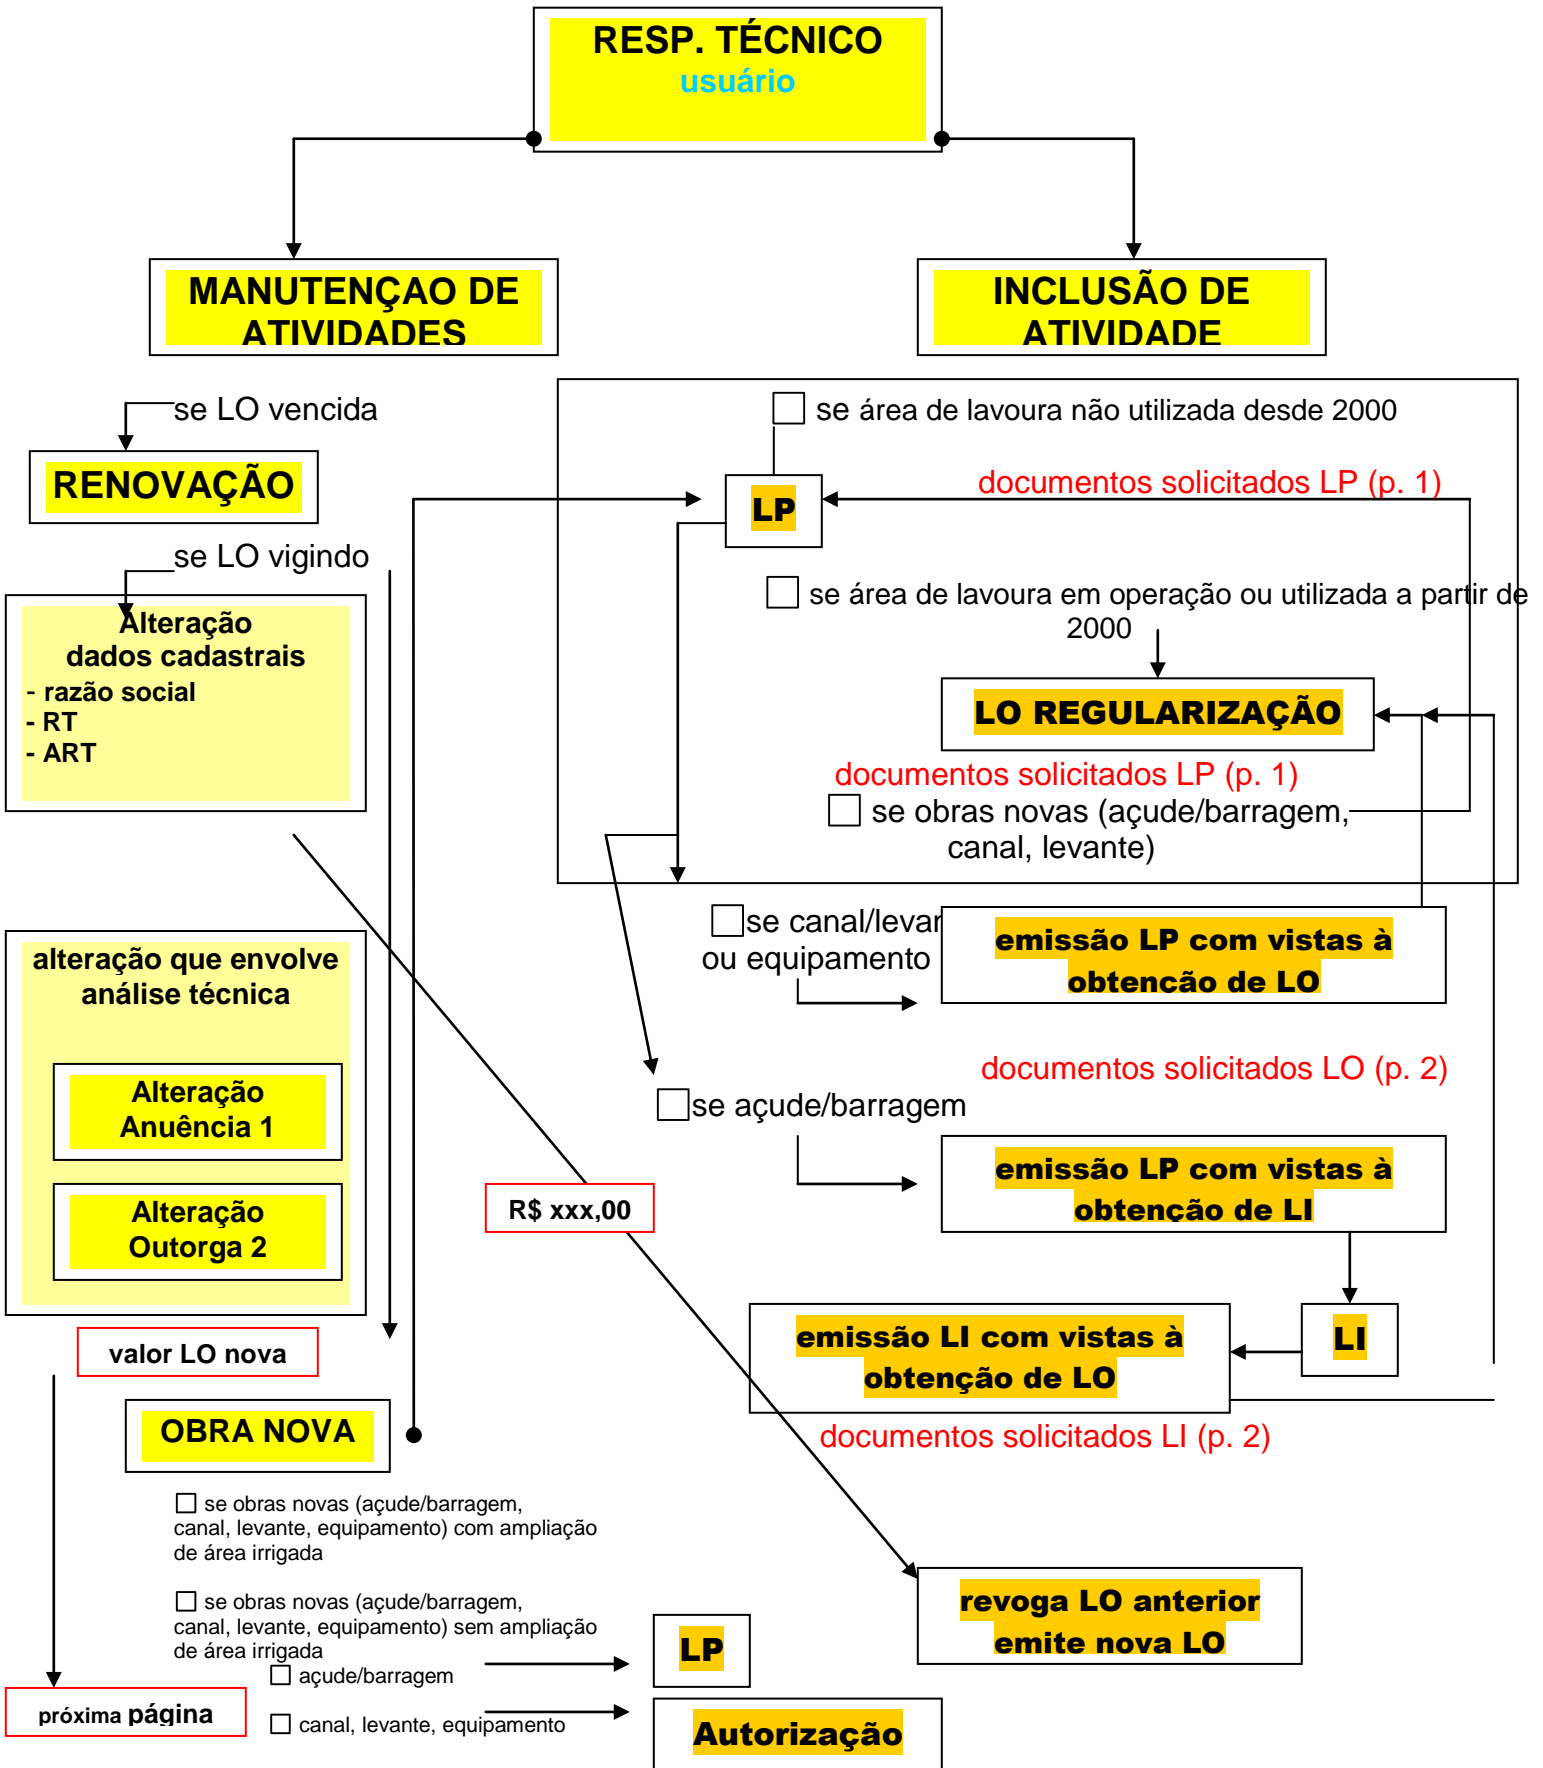 RESP. TÉCNICO
usuário
MANUTENÇAO DE
ATIVIDADES
INCLUSÃO DE
ATIVIDADE
se LO vencida
RENOVAÇÃO
se LO vigindo
Alteração
dados cadastrais
- razão social
- RT
- ART
alteração que envolve
análise técnica
Alteração
Anuência 1
Alteração
Outorga 2
valor LO nova
OBRA NOVA
se obras novas (açude/barragem,
canal, levante, equipamento) com ampliação
de área irrigada
se obras novas (açude/barragem,
canal, levante, equipamento) sem ampliação
de área irrigada
açude/barragem
canal, levante, equipamento
próxima página
LP
Autorização
R$ xxx,00
se área de lavoura não utilizada desde 2000
documentos solicitados LP (p. 1)
LP
se área de lavoura em operação ou utilizada a partir de
2000
LO REGULARIZAÇÃO
documentos solicitados LP (p. 1)
se obras novas (açude/barragem,
canal, levante)
se canal/levan
ou equipamento
emissão LP com vistas à
obtenção de LO
documentos solicitados LO (p. 2)
se açude/barragem
emissão LP com vistas à
obtenção de LI
LI
emissão LI com vistas à
obtenção de LO
documentos solicitados LI (p. 2)
revoga LO anterior
emite nova LO